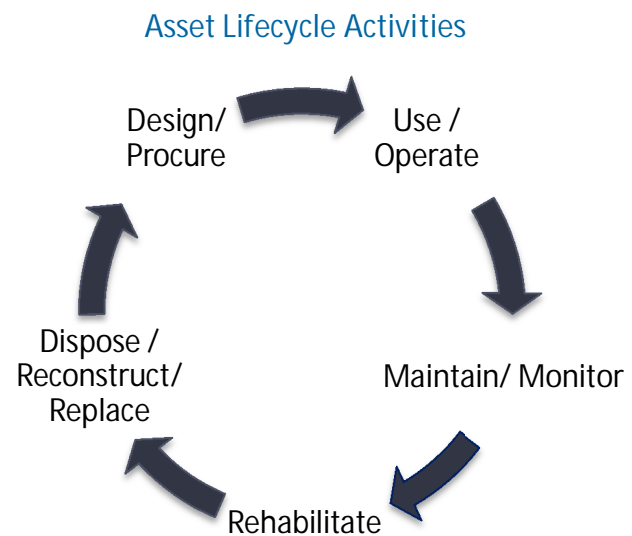 Asset Lifecycle Activities
Design/
Procure
Use /
Operate
Maintain/ Monitor
Rehabilitate
Dispose /
Reconstruct/
Replace